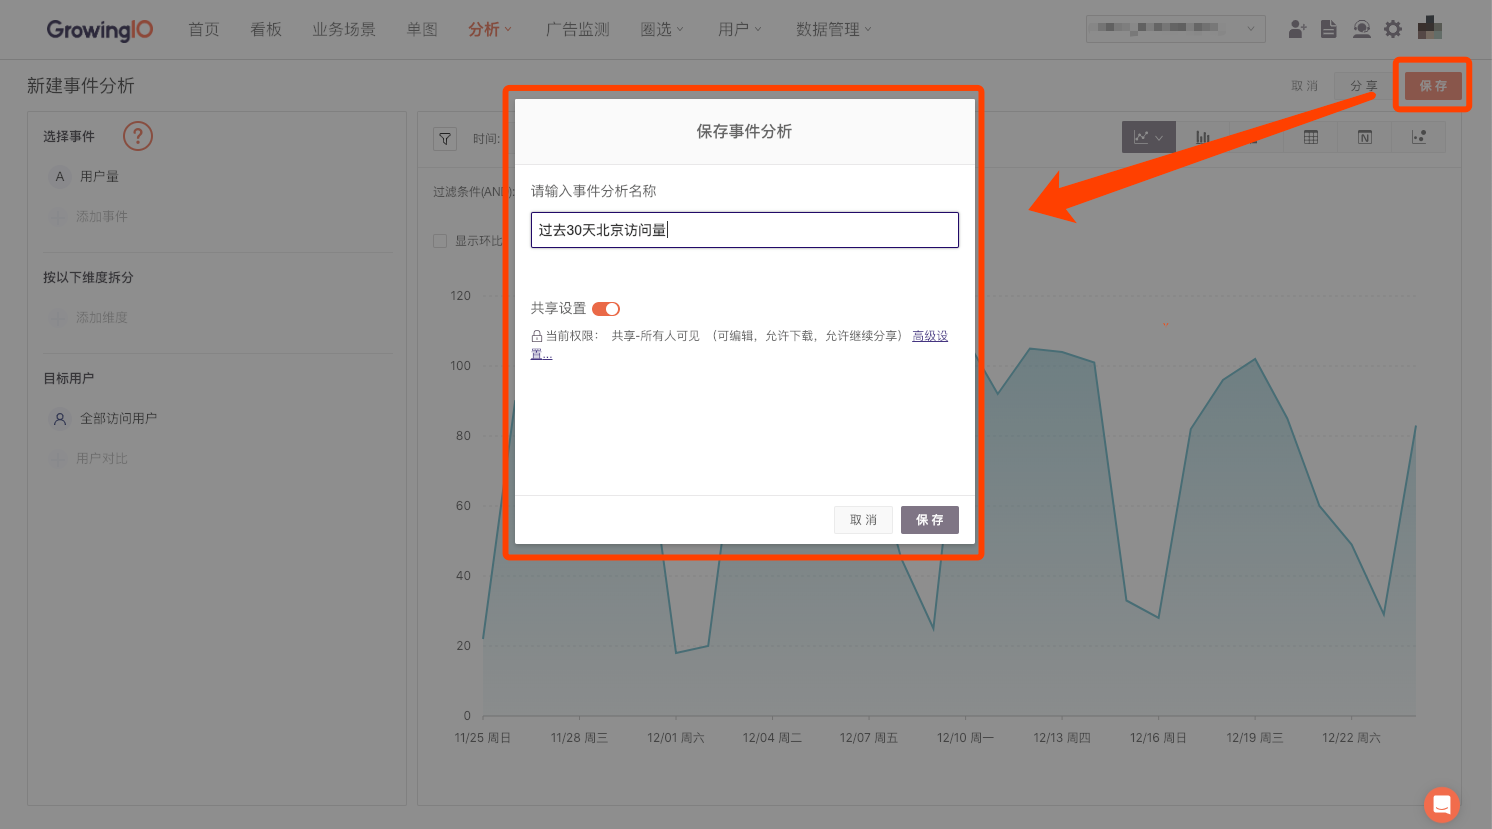 GrowingIO 首页 看板 业务场景 单图 分析 广告监测 圈选 用户 数据管理
新建事件分析
取 消 分 享 保 存
选择事件 ?
A 用户量
添加事件
按以下维度拆分
添加维度
目标用户
全部访问用户
用户对比
时间:
N
过滤条件(AND):
显示环比
保存事件分析
请输入事件分析名称
过去30天北京访问量
共享设置
当前权限： 共享-所有人可见 （可编辑，允许下载，允许继续分享） 高级设
置...
取 消 保 存
120
100
80
60
40
20
0
11/25 周日 11/28 周三 12/01 周六 12/04 周二 12/07 周五 12/10 周一 12/13 周四 12/16 周日 12/19 周三 12/22 周六